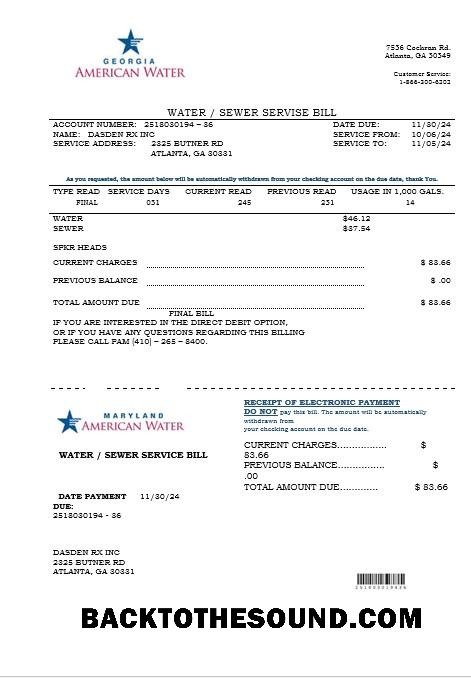 GEORGIA
AMERICAN WATER
7536 Cochran Rd.
Atlanta, GA 30349
Customer Service:
1-866-300-6202
WATER / SEWER SERVISE BILL
ACCOUNT NUMBER: 2518030194 – 36
DATE DUE: 11/30/24
NAME: DASDEN RX INC
SERVICE FROM: 10/06/24
SERVICE ADDRESS: 2325 BUTNER RD
SERVICE TO: 11/05/24
ATLANTA, GA 30331
As you requested, the amount below will be automatically withdrawn from your checking account on the due date, thank You.
TYPE READ SERVICE DAYS CURRENT READ PREVIOUS READ USAGE IN 1,000 GALS.
FINAL 031 245 231 14
WATER $46.12
SEWER $37.54
SPKR HEADS
CURRENT CHARGES $ 83.66
PREVIOUS BALANCE $ .00
TOTAL AMOUNT DUE $ 83.66
FINAL BILL
IF YOU ARE INTERESTED IN THE DIRECT DEBIT OPTION,
OR IF YOU HAVE ANY QUESTIONS REGARDING THIS BILLING
PLEASE CALL PAM (410) – 265 – 8400.
MARYLAND
AMERICAN WATER
WATER / SEWER SERVICE BILL
DATE PAYMENT 11/30/24
DUE:
2518030194 - 36
DASDEN RX INC
2325 BUTNER RD
ATLANTA, GA 30331
RECEIPT OF ELECTRONIC PAYMENT
DO NOT pay this bill. The amount will be automatically
withdrawn from
your checking account on the due date.
CURRENT CHARGES................. $
83.66
PREVIOUS BALANCE................ $
.00
TOTAL AMOUNT DUE............. $ 83.66
BACKTOTHESOUND.COM